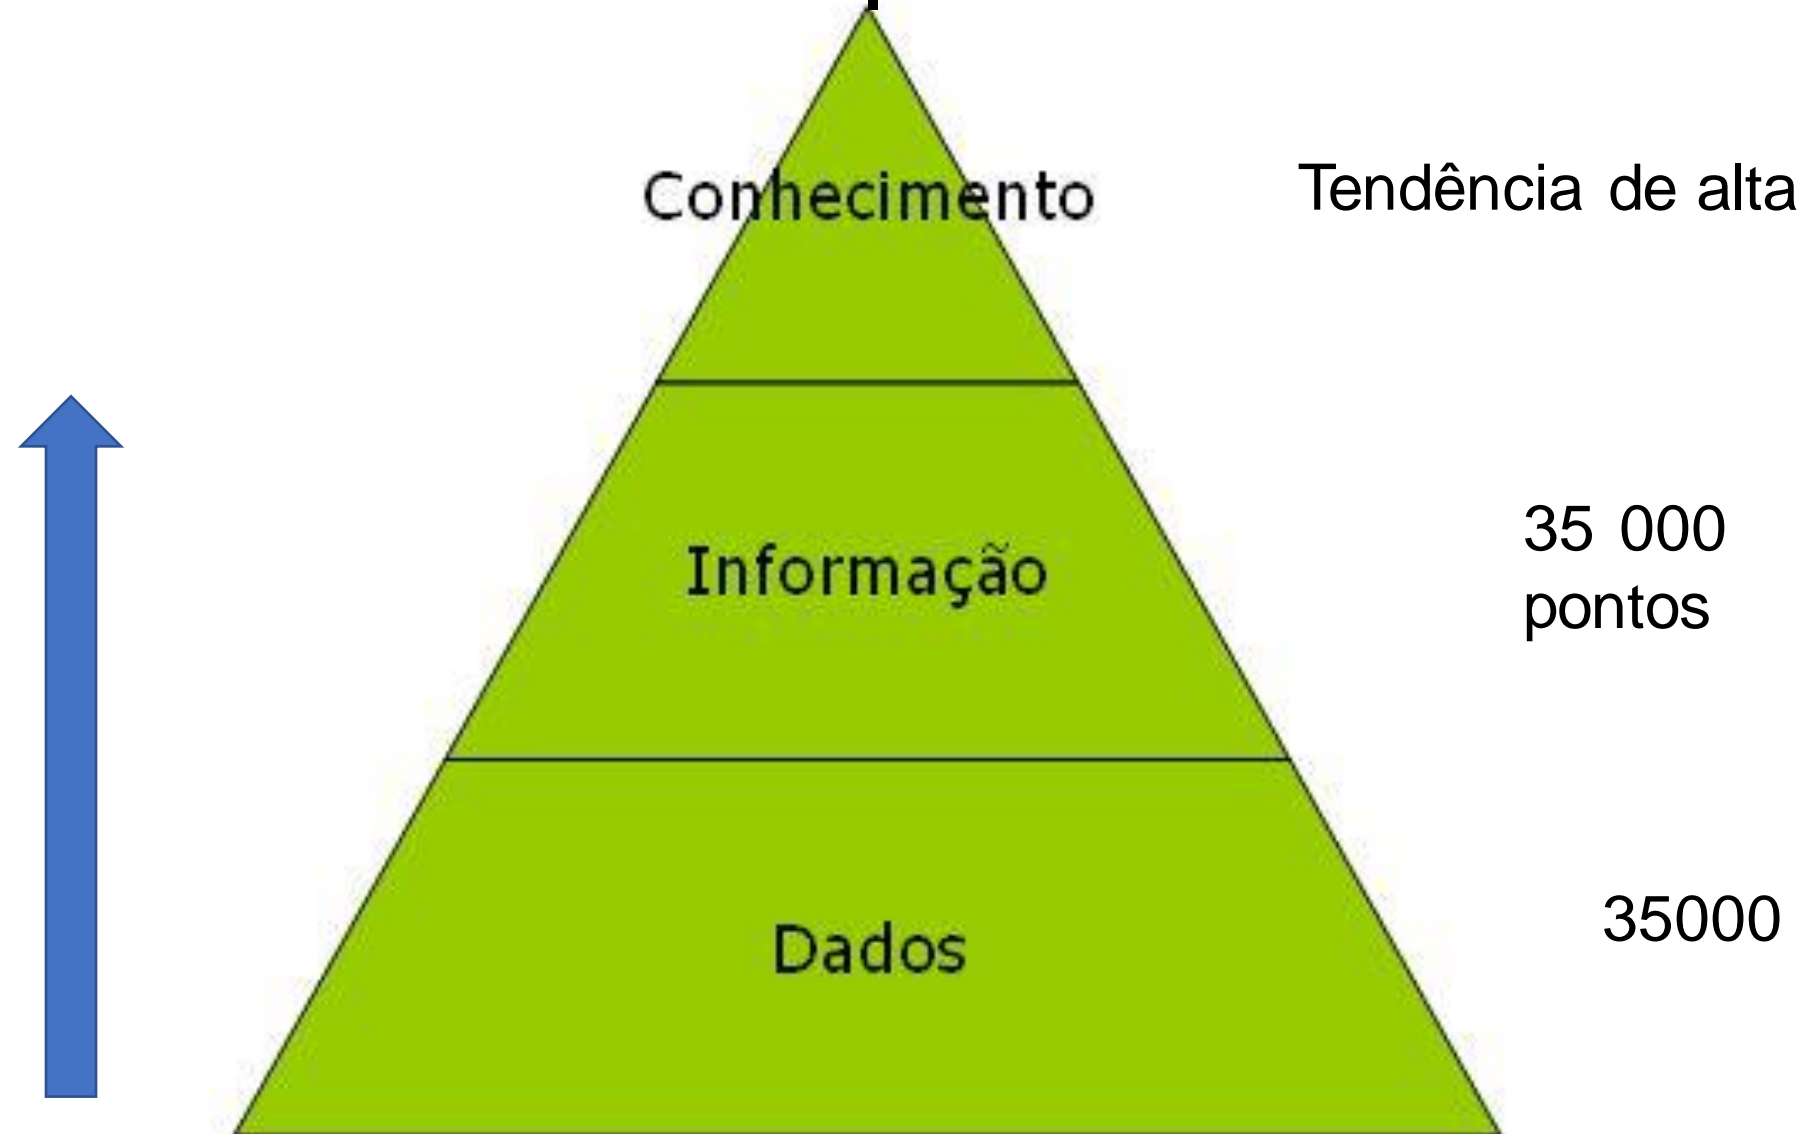 Conhecimento
Tendência de alta
Informação
35 000
pontos
Dados
35000